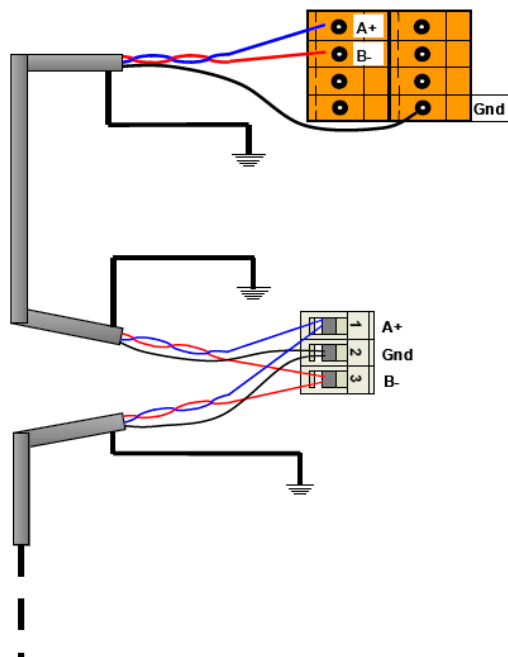 A+
B-
Gnd
1 A+
2 Gnd
3 B-